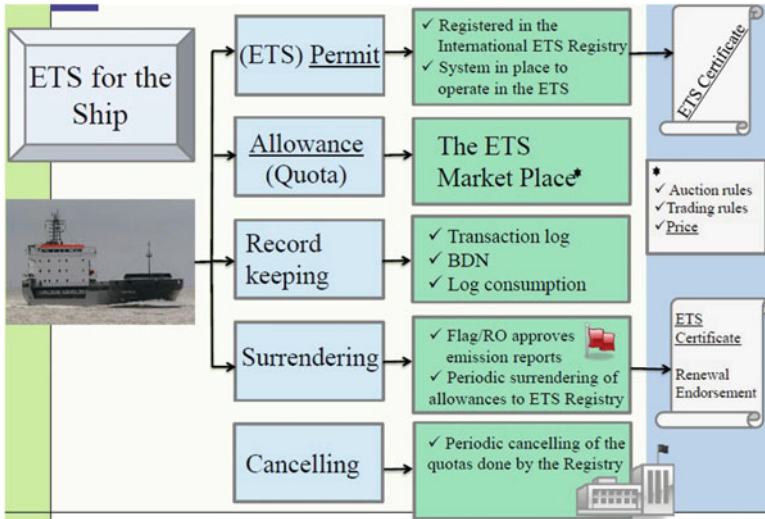 ETS for the
Ship
(ETS) Permit
✓ Registered in the
International ETS Registry
✓ System in place to
operate in the ETS
ETS Certificate
Allowance
(Quota)
The ETS
Market Place*
*
✓ Auction rules
✓ Trading rules
✓ Price
Record
keeping
✓ Transaction log
✓ BDN
✓ Log consumption
Surrendering
✓ Flag/RO approves
emission reports
✓ Periodic surrendering of
allowances to ETS Registry
ETS
Certificate
Renewal
Endorsement
Cancelling
✓ Periodic cancelling of the
quotas done by the Registry